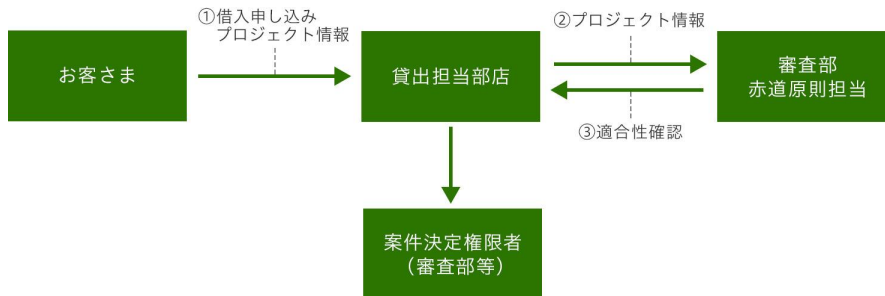 ①借入申し込み
プロジェクト情報
お客さま
貸出担当部店
②プロジェクト情報
審査部
赤道原則担当
③適合性確認
案件決定権限者
（審査部等）